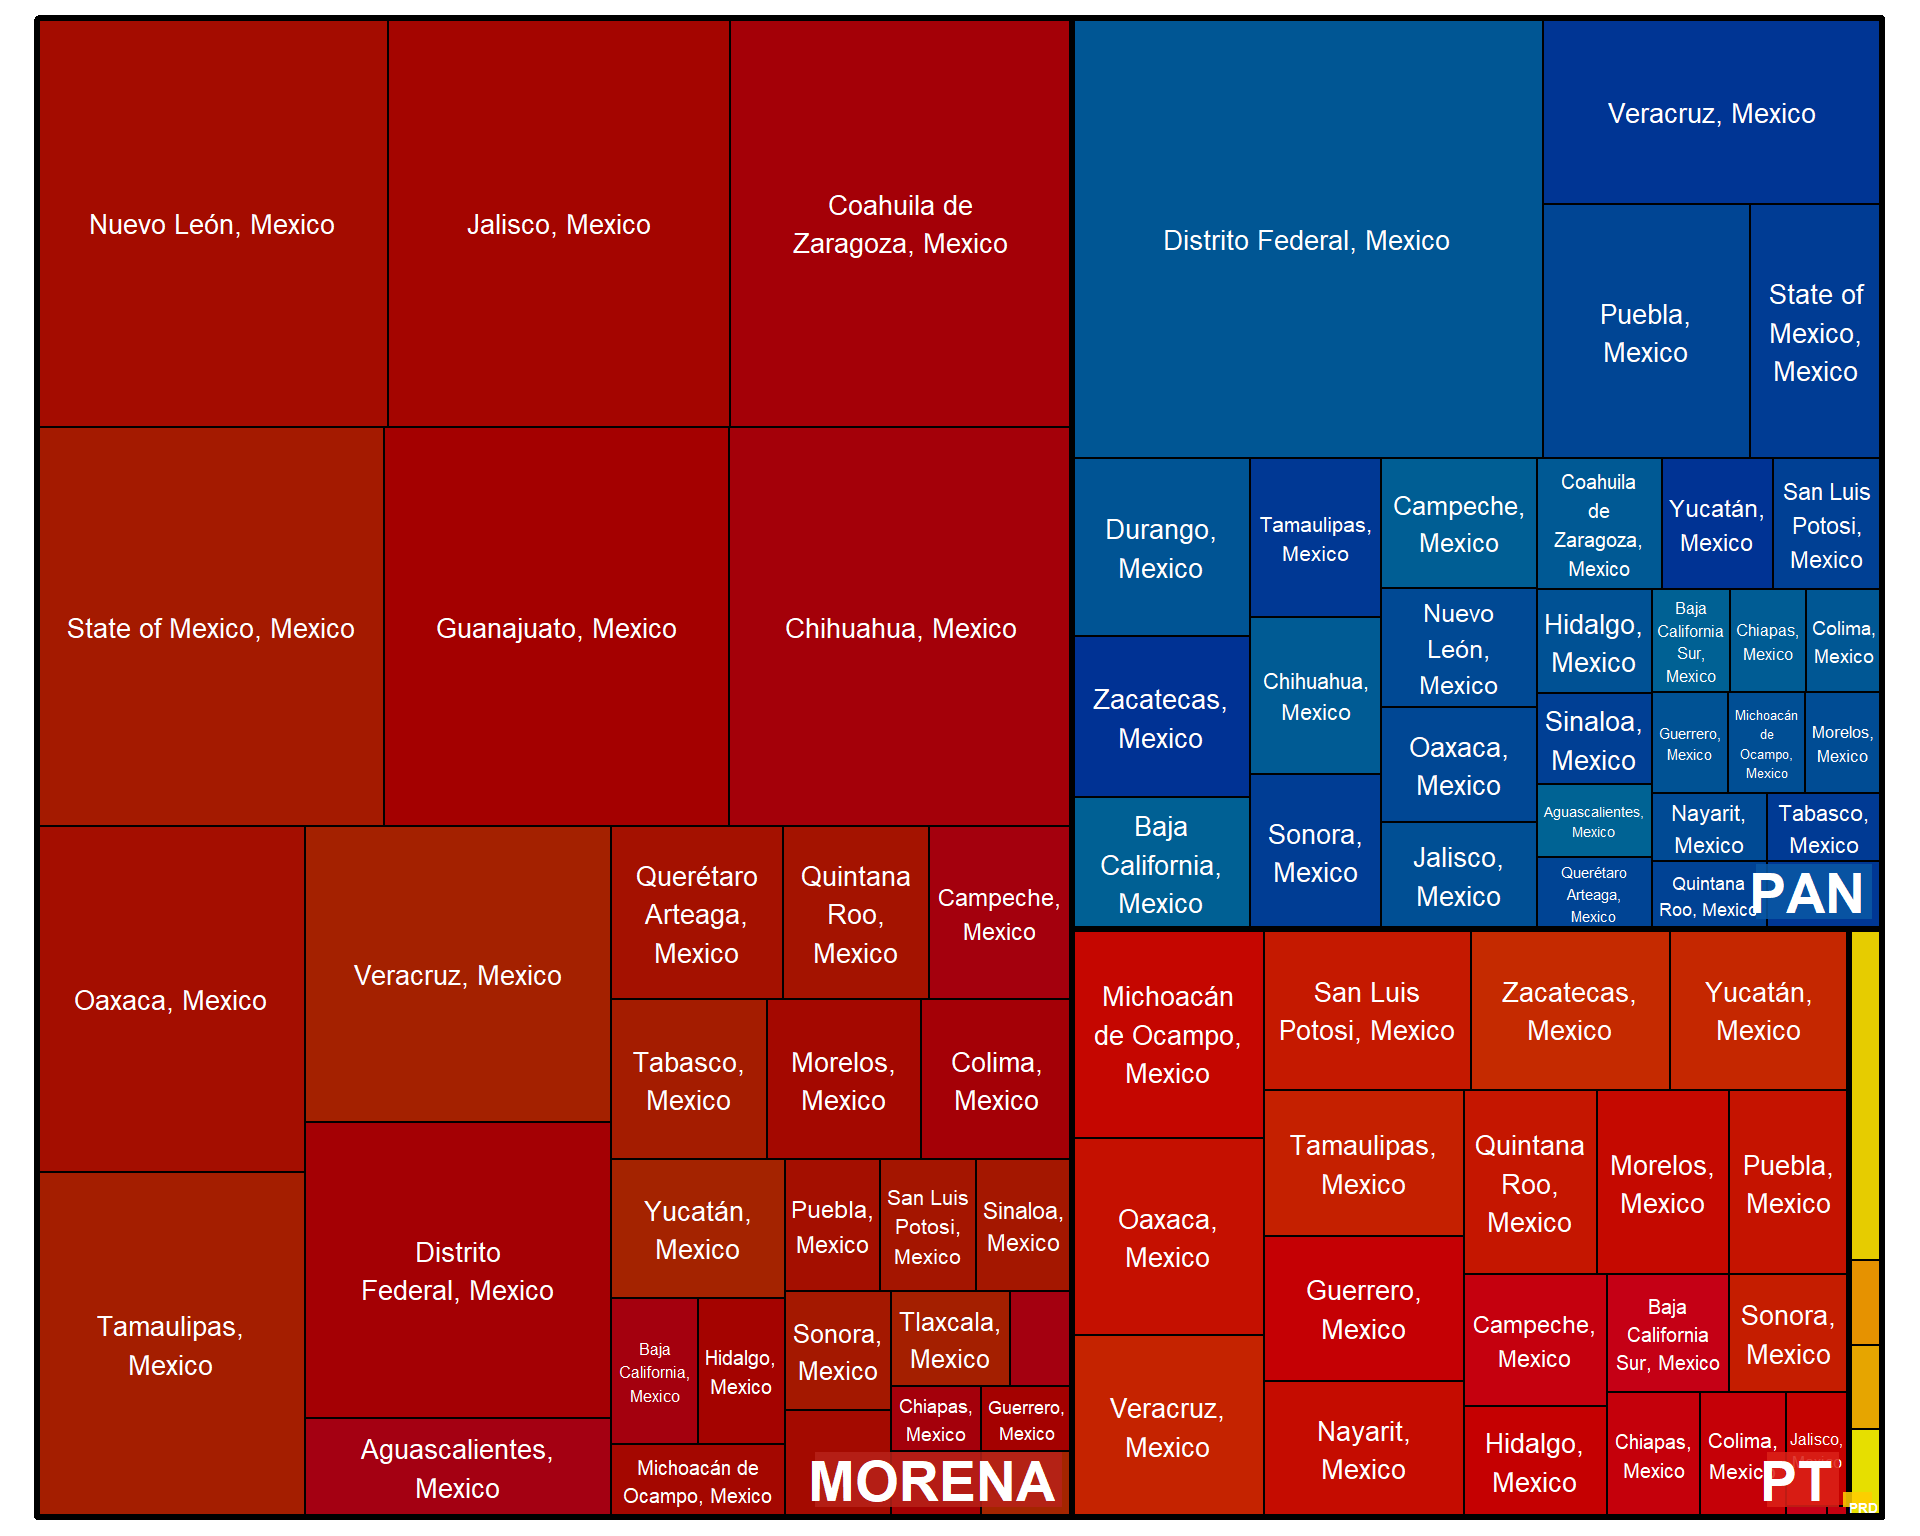 Nuevo León, Mexico
Jalisco, Mexico
Coahuila de
Zaragoza, Mexico
State of Mexico, Mexico
Guanajuato, Mexico
Chihuahua, Mexico
Oaxaca, Mexico
Tamaulipas,
Mexico
Veracruz, Mexico
Distrito
Federal, Mexico
Aguascalientes,
Mexico
Querétaro
Arteaga,
Mexico
Quintana
Roo,
Mexico
Campeche,
Mexico
Tabasco,
Mexico
Morelos,
Mexico
Colima,
Mexico
Yucatán,
Mexico
Puebla,
Mexico
San Luis
Potosi,
Mexico
Sinaloa,
Mexico
Baja
California,
Mexico
Hidalgo,
Mexico
Sonora,
Mexico
Tlaxcala,
Mexico
Chiapas,
Mexico
Guerrero,
Mexico
Michoacán de
Ocampo, Mexico
MORENA
Distrito Federal, Mexico
Veracruz, Mexico
Puebla,
Mexico
State of
Mexico,
Mexico
Durango,
Mexico
Zacatecas,
Mexico
Baja
California,
Mexico
Tamaulipas,
Mexico
Chihuahua,
Mexico
Sonora,
Mexico
Campeche,
Mexico
Nuevo
León,
Mexico
Oaxaca,
Mexico
Jalisco,
Mexico
Coahuila
de
Zaragoza,
Mexico
Yucatán,
Mexico
San Luis
Potosi,
Mexico
Hidalgo,
Mexico
Baja
California
Sur,
Mexico
Chiapas,
Mexico
Colima,
Mexico
Sinaloa,
Mexico
Guerrero,
Mexico
Michoacán
de
Ocampo,
Mexico
Morelos,
Mexico
Aguascalientes,
Mexico
Nayarit,
Mexico
Tabasco,
Mexico
Querétaro
Arteaga,
Mexico
Quintana
Roo, Mexico
PAN
Michoacán
de Ocampo,
Mexico
Oaxaca,
Mexico
Veracruz,
Mexico
San Luis
Potosi, Mexico
Zacatecas,
Mexico
Yucatán,
Mexico
Tamaulipas,
Mexico
Quintana
Roo,
Mexico
Morelos,
Mexico
Puebla,
Mexico
Guerrero,
Mexico
Nayarit,
Mexico
Campeche,
Mexico
Baja
California
Sur, Mexico
Sonora,
Mexico
Hidalgo,
Mexico
Chiapas,
Mexico
Colima,
Mexico
Jalisco,
PT
PRD